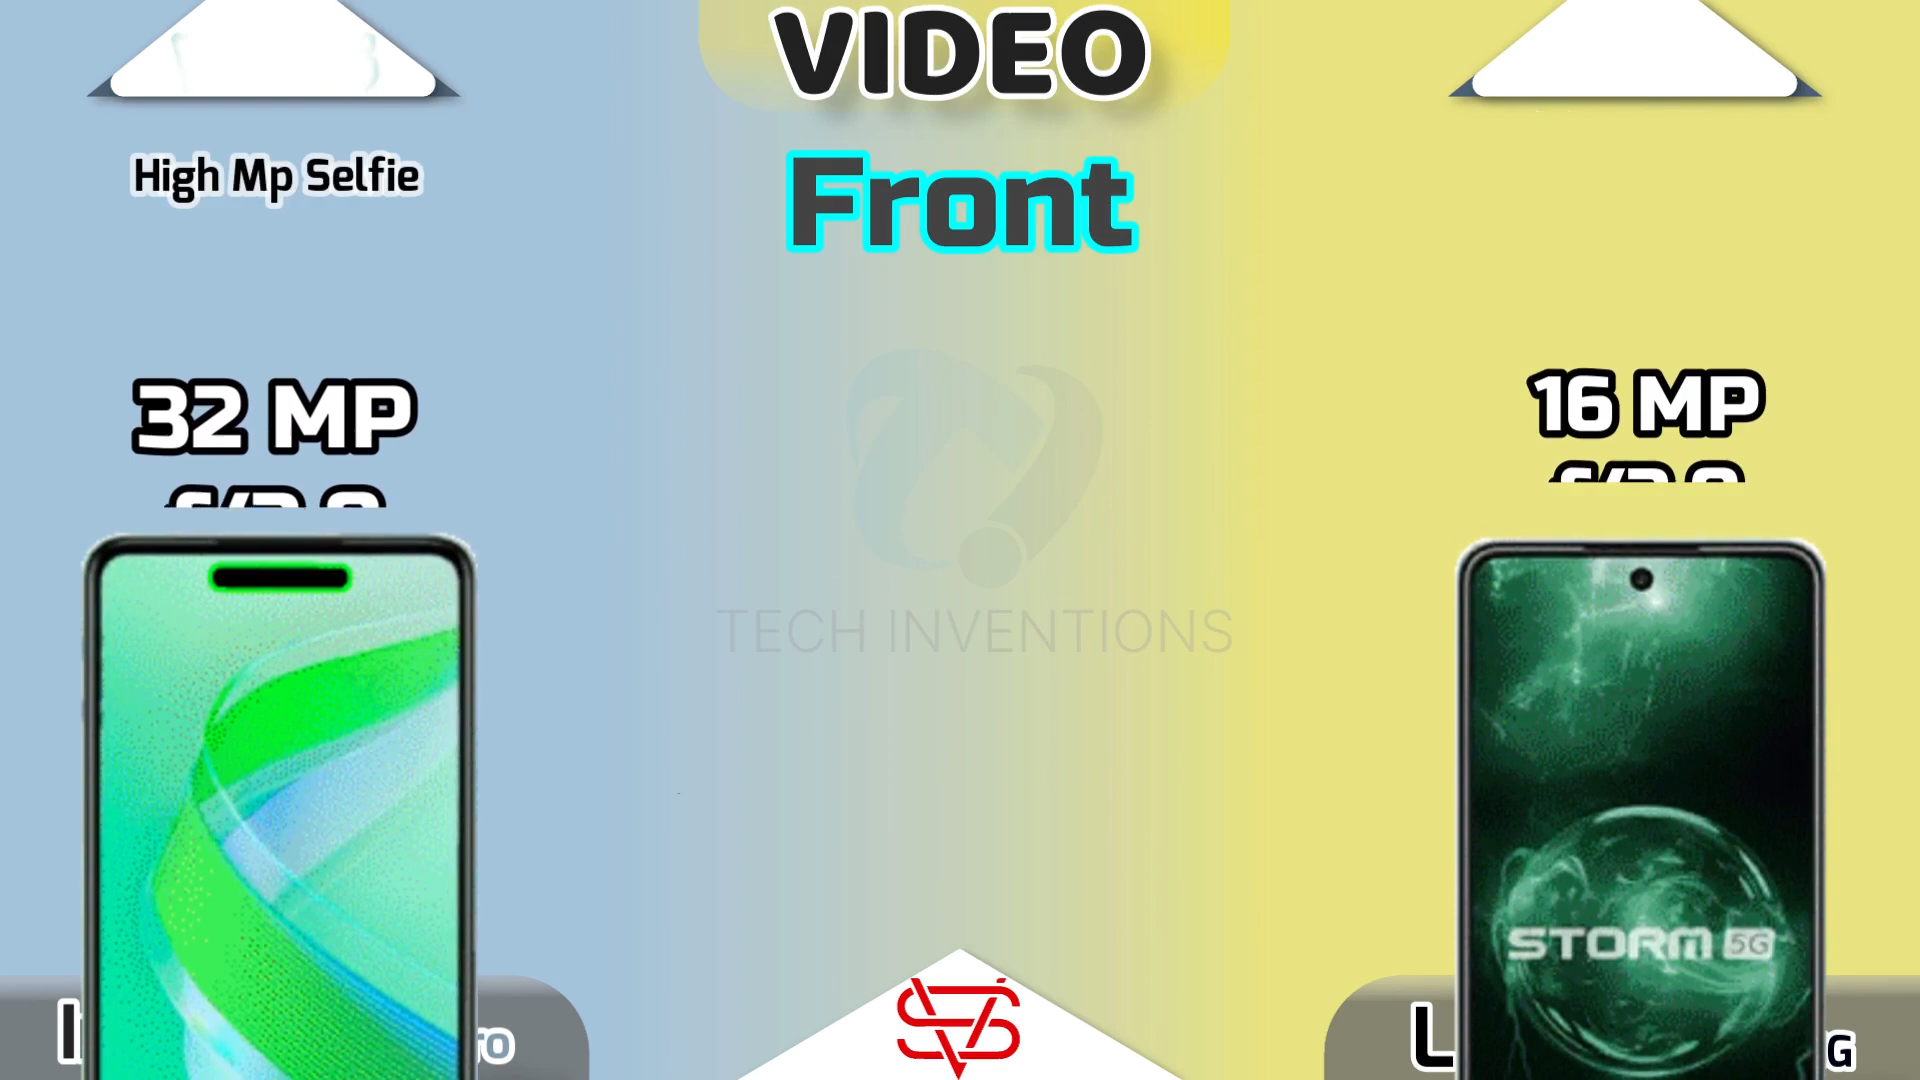 VIDEO
Front
High Mp Selfie
32 MP
16 MP
TECH INVENTIONS
STORM 5G